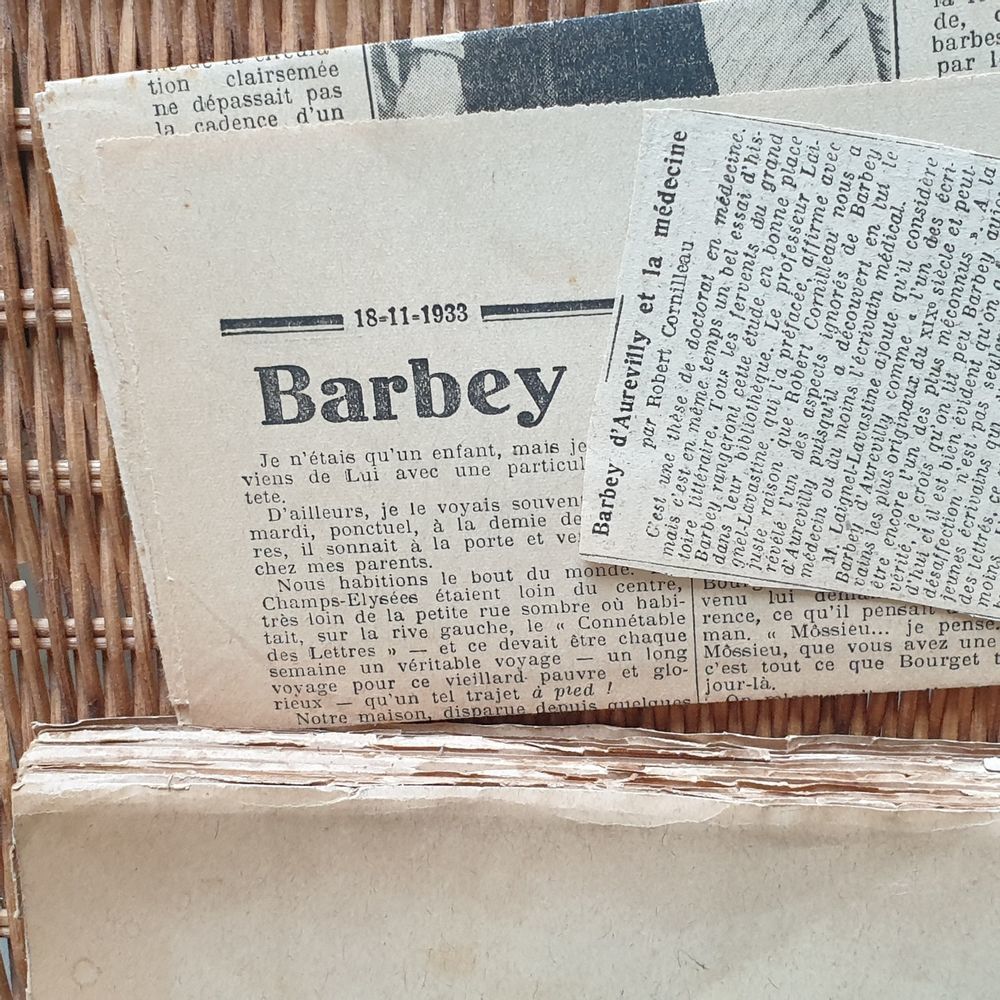 tion clairsemée
ne dépassait pas
la cadence d'un
de,
barbes
par l
18-11-1933
Barbey
Je n'étais qu'un enfant, mais je
viens de Lui avec une particul
tete.
D'ailleurs, je le voyais souvent
mardi, ponctuel, à la demie de
res, il sonnait à la porte et ve
chez mes parents.
Nous habitions le bout du monde.
Champs-Elysées étaient loin du centre,
très loin de la petite rue sombre où habi-
tait, sur la rive gauche, le « Connétable
des Lettres » — et ce devait être chaque
semaine un véritable voyage — un long
voyage pour ce vieillard pauvre et glo-
rieux — qu'un tel trajet à pied !
Notre maison, disparue depuis quelques
venu lui
rence, ce qu'il pensait
man. « Môssieu... je pense
Môssieu, que vous avez une
c'est tout ce que Bourget
jour-là.
Barbey d'Aurevilly et la médecine
par Robert Cornilleau
C'est une thèse de doctorat en médecine.
mais c'est en même temps un bel essai d'his-
toire littéraire. Tous les fervents du grand
Barbey rangeront cette étude en bonne place
dans leur bibliothèque. Le professeur Lai-
gnel-Lavastine, qui l'a préfacée, affirme avec
juste raison que Robert Cornilleau nous a
révélé l'un des aspects ignorés de Barbey
d'Aurevilly puisqu'il a découvert en lui le
médecin ou du moins l'écrivain médical.
M. Laignel-Lavastine ajoute qu'il considère
Barbey d'Aurevilly comme « l'un des écri-
vains les plus originaux du XIXe siècle et peut-
être encore l'un des plus méconnus ». A la
vérité, je crois qu'on lit peu Barbey aujou
d'hui et il est bien évident qu'on
désaffection n'est pas seule
jeunes écrivains qui
des lettres
moins